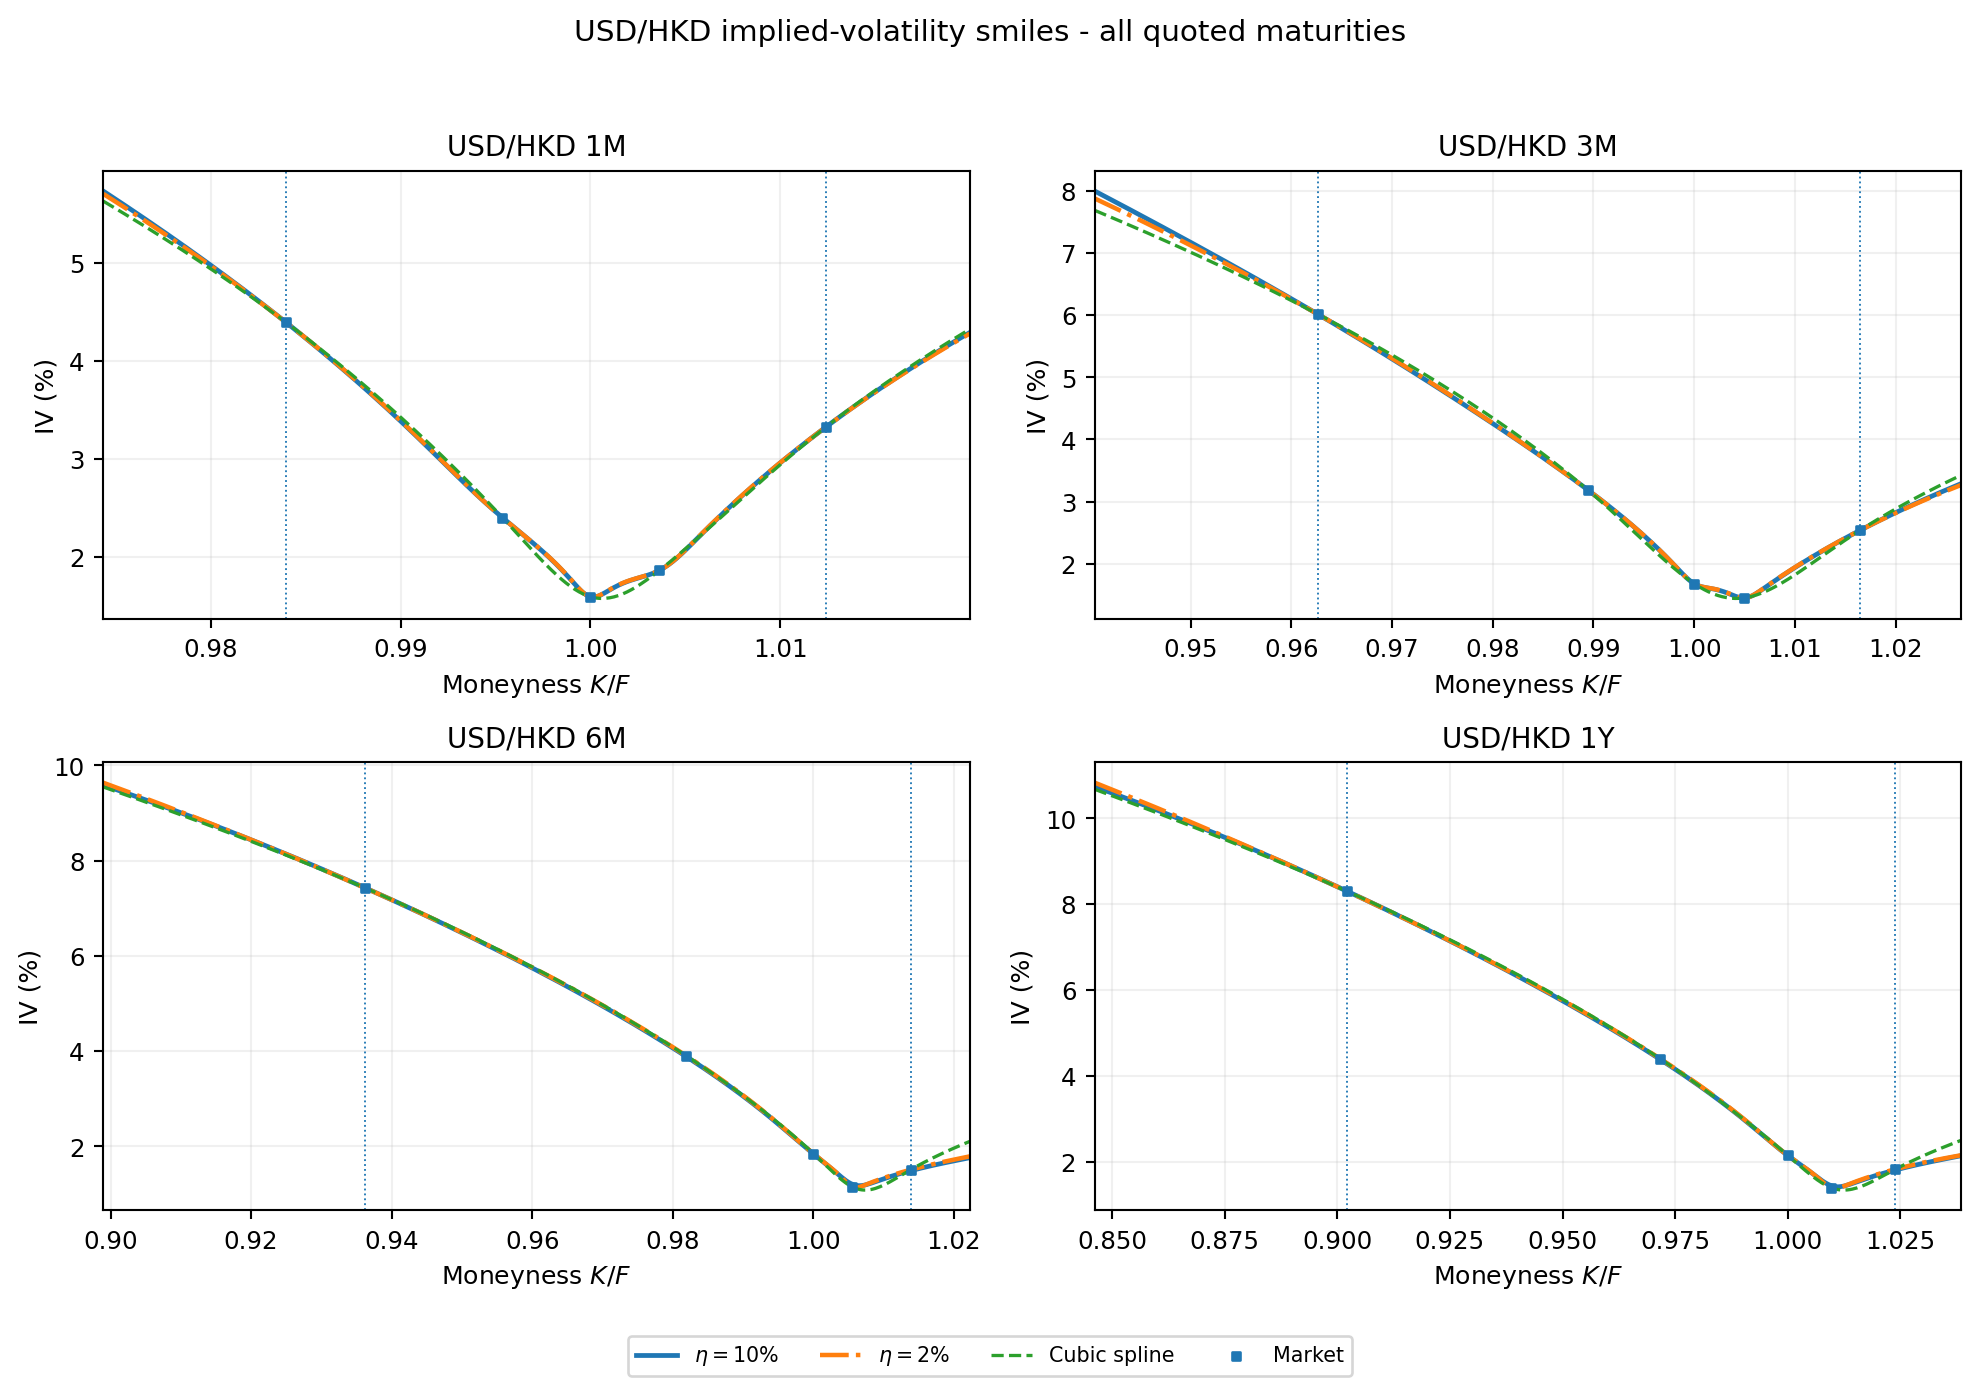 USD/HKD implied-volatility smiles - all quoted maturities
USD/HKD 1M
IV (%)
5
4
3
2
0.98 0.99 1.00 1.01
Moneyness K/F
USD/HKD 3M
IV (%)
8
7
6
5
4
3
2
0.95 0.96 0.97 0.98 0.99 1.00 1.01 1.02
Moneyness K/F
USD/HKD 6M
IV (%)
10
8
6
4
2
0.90 0.92 0.94 0.96 0.98 1.00 1.02
Moneyness K/F
USD/HKD 1Y
IV (%)
10
8
6
4
2
0.850 0.875 0.900 0.925 0.950 0.975 1.000 1.025
Moneyness K/F
η = 10% η = 2% Cubic spline Market